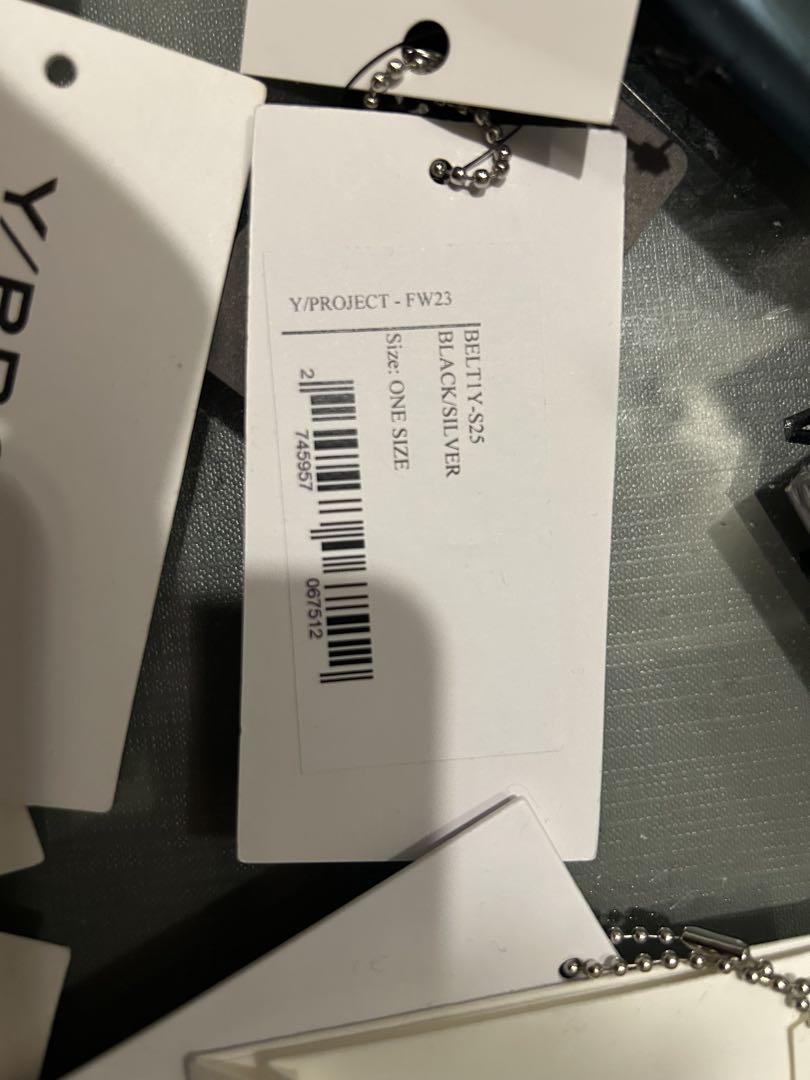 Y/PROJECT - FW23
BELT1Y-S25
BLACK/SILVER
Size: ONE SIZE
2 745957 067512